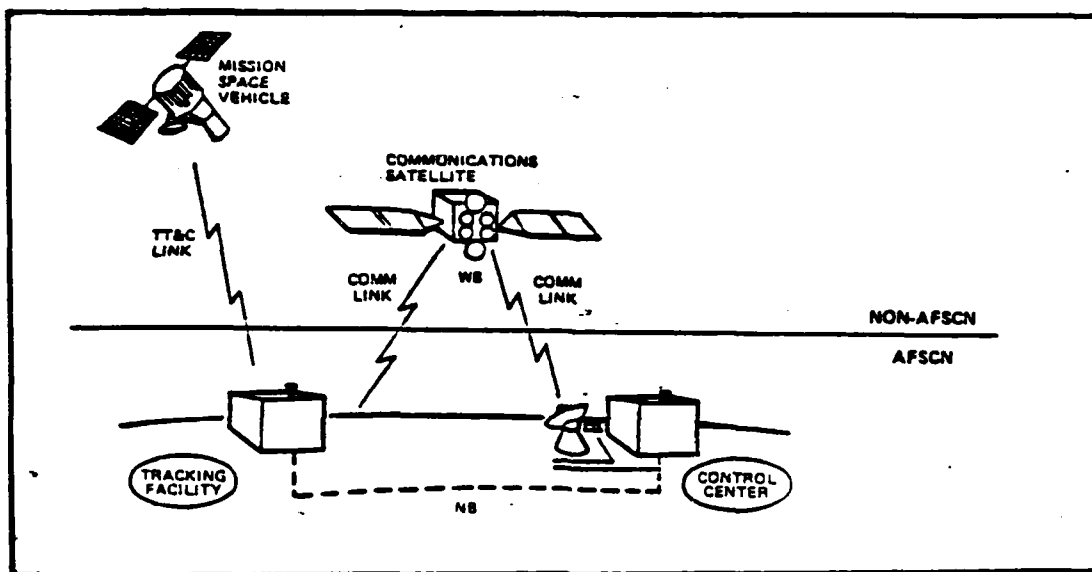 MISSION
SPACE
VEHICLE
COMMUNICATIONS
SATELLITE
TT&C
LINK
COMM
LINK
WB
COMM
LINK
NON-AFSCN
AFSCN
TRACKING
FACILITY
NB
CONTROL
CENTER